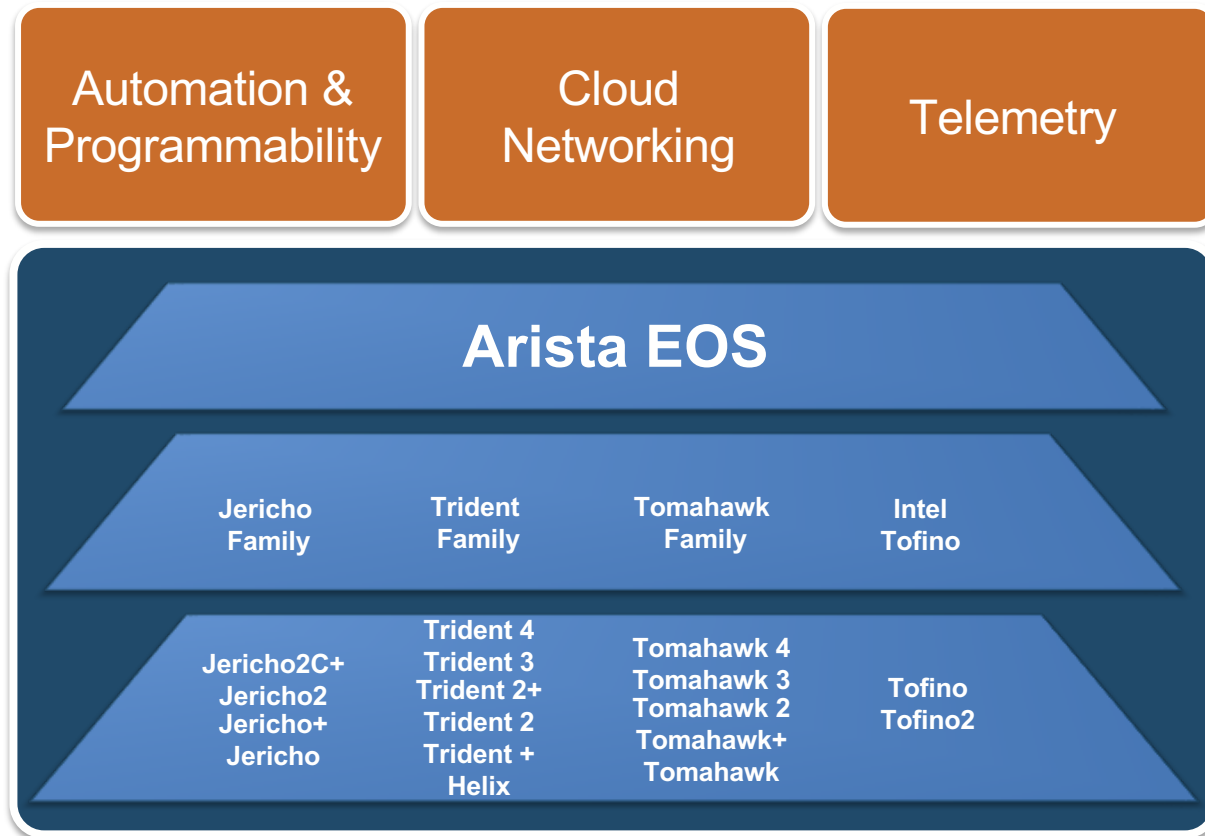 Automation &
Programmability
Cloud
Networking
Telemetry
Arista EOS
Jericho
Family
Trident
Family
Tomahawk
Family
Intel
Tofino
Jericho2C+
Jericho2
Jericho+
Jericho
Trident 4
Trident 3
Trident 2+
Trident 2
Trident +
Helix
Tomahawk 4
Tomahawk 3
Tomahawk 2
Tomahawk+
Tomahawk
Tofino
Tofino2